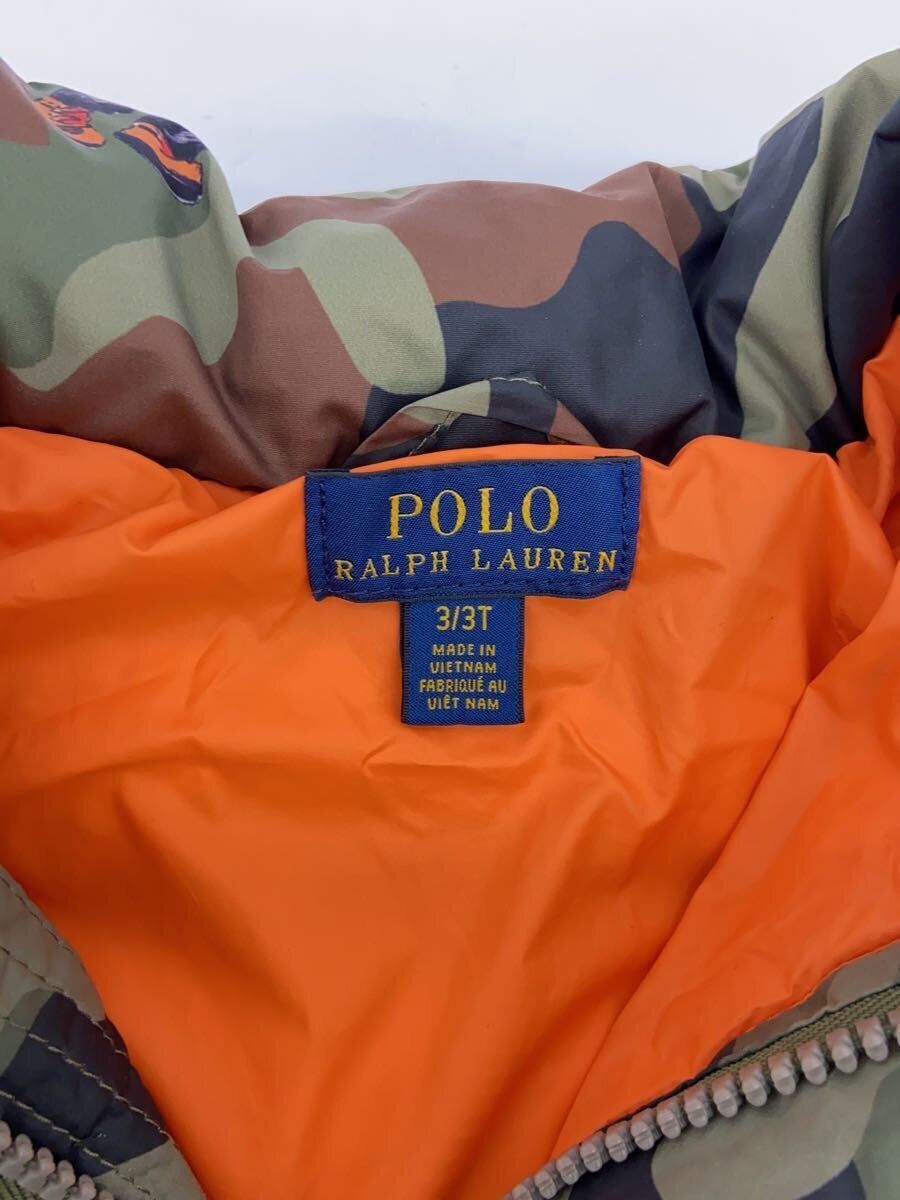 POLO
RALPH LAUREN
3/3T
MADE IN
VIETNAM
FABRIQUÉ AU
VIÊT NAM